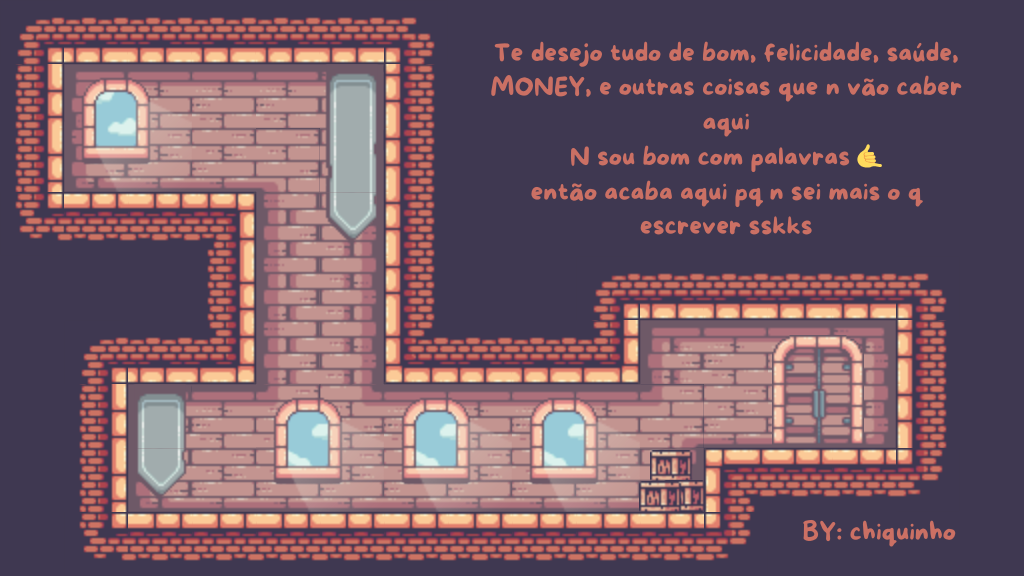 Te desejo tudo de bom, felicidade, saúde,
MONEY, e outras coisas que n vão caber
aqui
N sou bom com palavras 🤙
então acaba aqui pq n sei mais o q
escrever sskks
BY: chiquinho